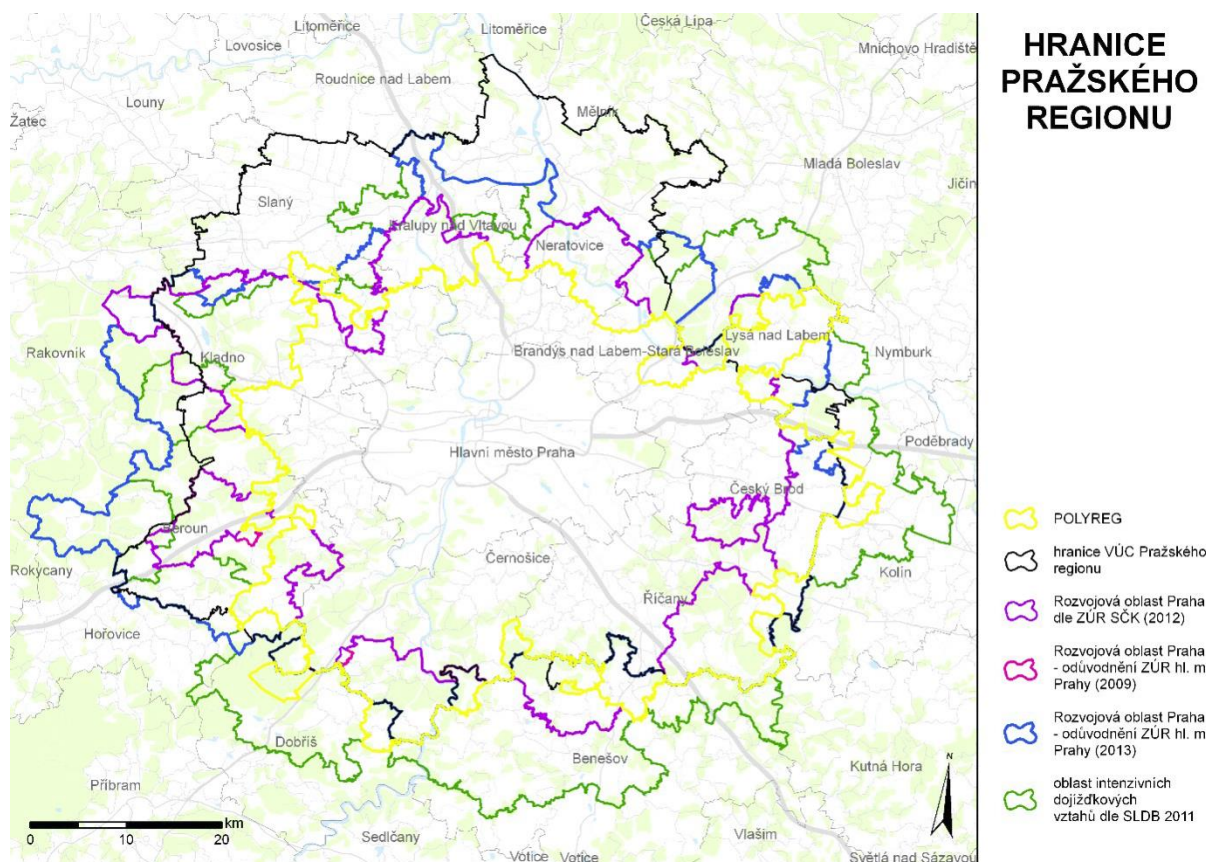 Litoměřice
Litoměřice
Česká Lípa
Lovosice
Mnichovo Hradiště
Roudnice nad Labem
Louny
Mělník
Žatec
Mladá Boleslav
Jičín
Slaný
Kralupy nad Vltavou
Neratovice
Lysá nad Labem
Rakovník
Kladno
Brandýs nad Labem-Stará Boleslav
Nymburk
Poděbrady
Hlavní město Praha
Český Brod
Beroun
Černošice
Rokycany
Kolín
Říčany
Hořovice
Dobříš
Benešov
Kutná Hora
Příbram
Sedlčany
Vlašim
Votice
Votice
Světlá nad Sázavou
0
10
20
km
N
HRANICE
PRAŽSKÉHO
REGIONU
POLYREG
hranice VÚC Pražského
regionu
Rozvojová oblast Praha
dle ZÚR SČK (2012)
Rozvojová oblast Praha
- odůvodnění ZÚR hl. m
Prahy (2009)
Rozvojová oblast Praha
- odůvodnění ZÚR hl. m
Prahy (2013)
oblast intenzivních
dojížďkových
vztahů dle SLDB 2011